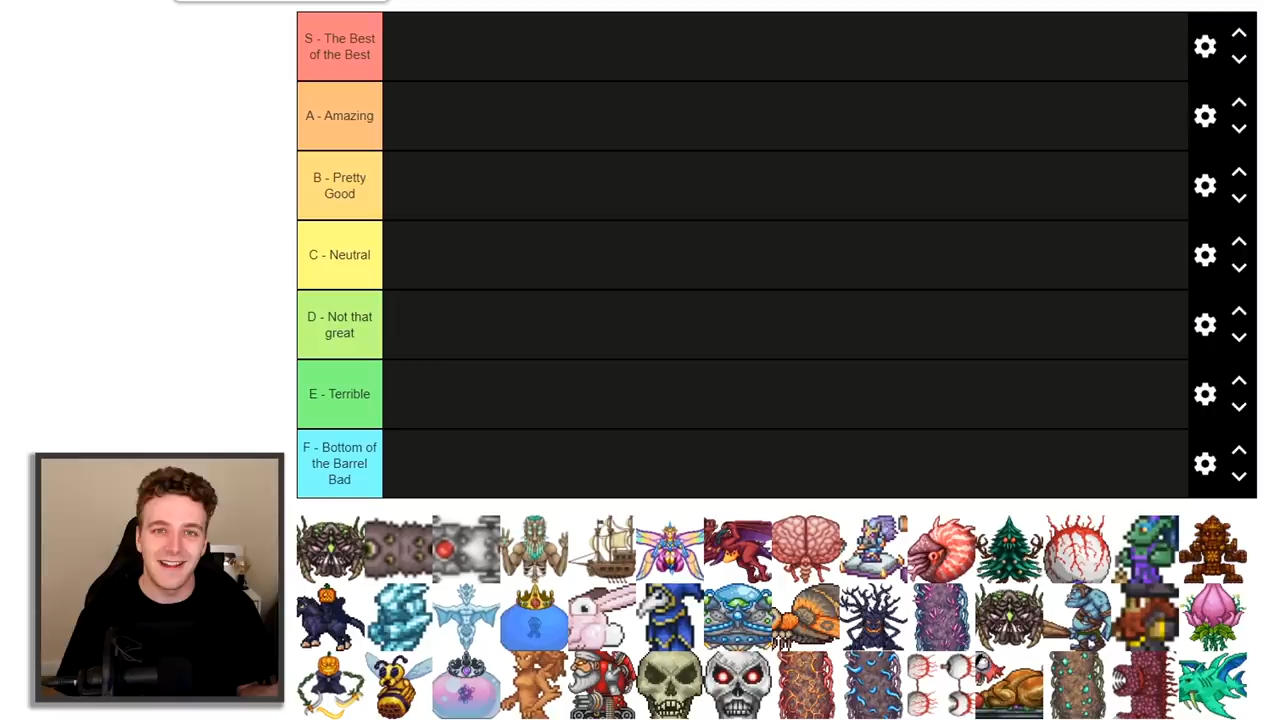 S - The Best
of the Best
A - Amazing
B - Pretty
Good
C - Neutral
D - Not that
great
E - Terrible
F - Bottom of
the Barrel
Bad